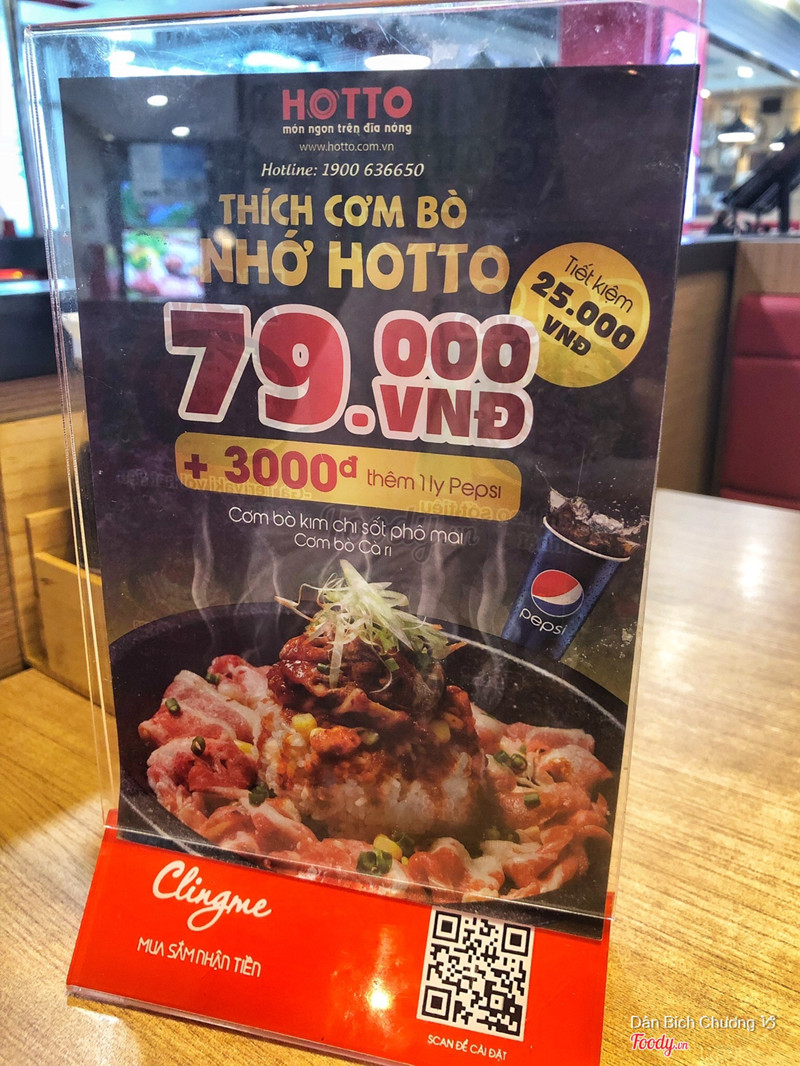 HOTTO
món ngon trên đĩa nóng
www.hotto.com.vn
Hotline: 1900 636650
THÍCH CƠM BÒ
NHỚ HOTTO
Tiết kiệm
25.000
VNĐ
79.000
VNĐ
+ 3000đ thêm 1 ly Pepsi
Cơm bò kim chi sốt phô mai
Cơm bò Cà ri
pepsi
Clingme
MUA SẮM NHẬN TIỀN
SCAN ĐỂ CÀI ĐẶT
Dân Bích Chương
Foody.vn